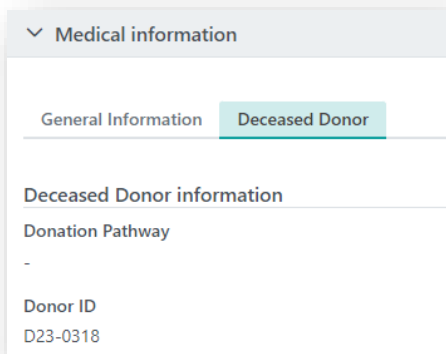 Medical information
General Information Deceased Donor
Deceased Donor information
Donation Pathway
-
Donor ID
D23-0318